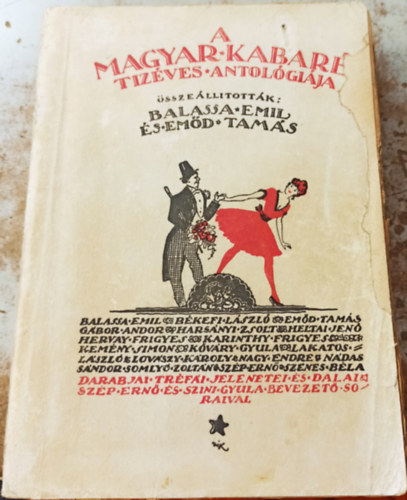 A
MAGYAR·KABARÉ
TIZÉVES·ANTOLÓGIÁJA
ÖSSZEÁLLITOTTÁK:
BALASSA·EMIL
ÉS·EMŐD·TAMÁS
BALASSA·EMIL BÉKEFI·LÁSZLÓ EMŐD·TAMÁS
GÁBOR·ANDOR HARSÁNYI·ZSOLT HELTAI·JENŐ
HERVAY·FRIGYES KARINTHY·FRIGYES
KEMÉNY·SIMON KŐVÁRY·GYULA LAKATOS·
LÁSZLÓ LOVÁSZY·KÁROLY NAGY·ENDRE NÁDAS
SÁNDOR·SOMLYÓ·ZOLTÁN SZÉP·ERNŐ SZENES·BÉLA
DARABJAI·TRÉFÁI·JELENETEI·ÉS·DALAI
SZÉP·ERNŐ·ÉS·SZINI·GYULA·BEVEZETŐ·SO-
RAIVAL